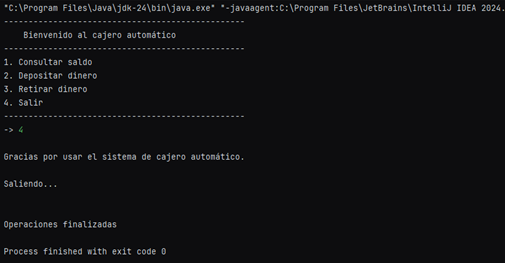 "C:\Program Files\Java\jdk-24\bin\java.exe" "-javaagent:C:\Program Files\JetBrains\IntelliJ IDEA 2024.
----------------------------------------------
Bienvenido al cajero automático
----------------------------------------------
1. Consultar saldo
2. Depositar dinero
3. Retirar dinero
4. Salir
----------------------------------------------
-> 4
Gracias por usar el sistema de cajero automático.
Saliendo...
Operaciones finalizadas
Process finished with exit code 0